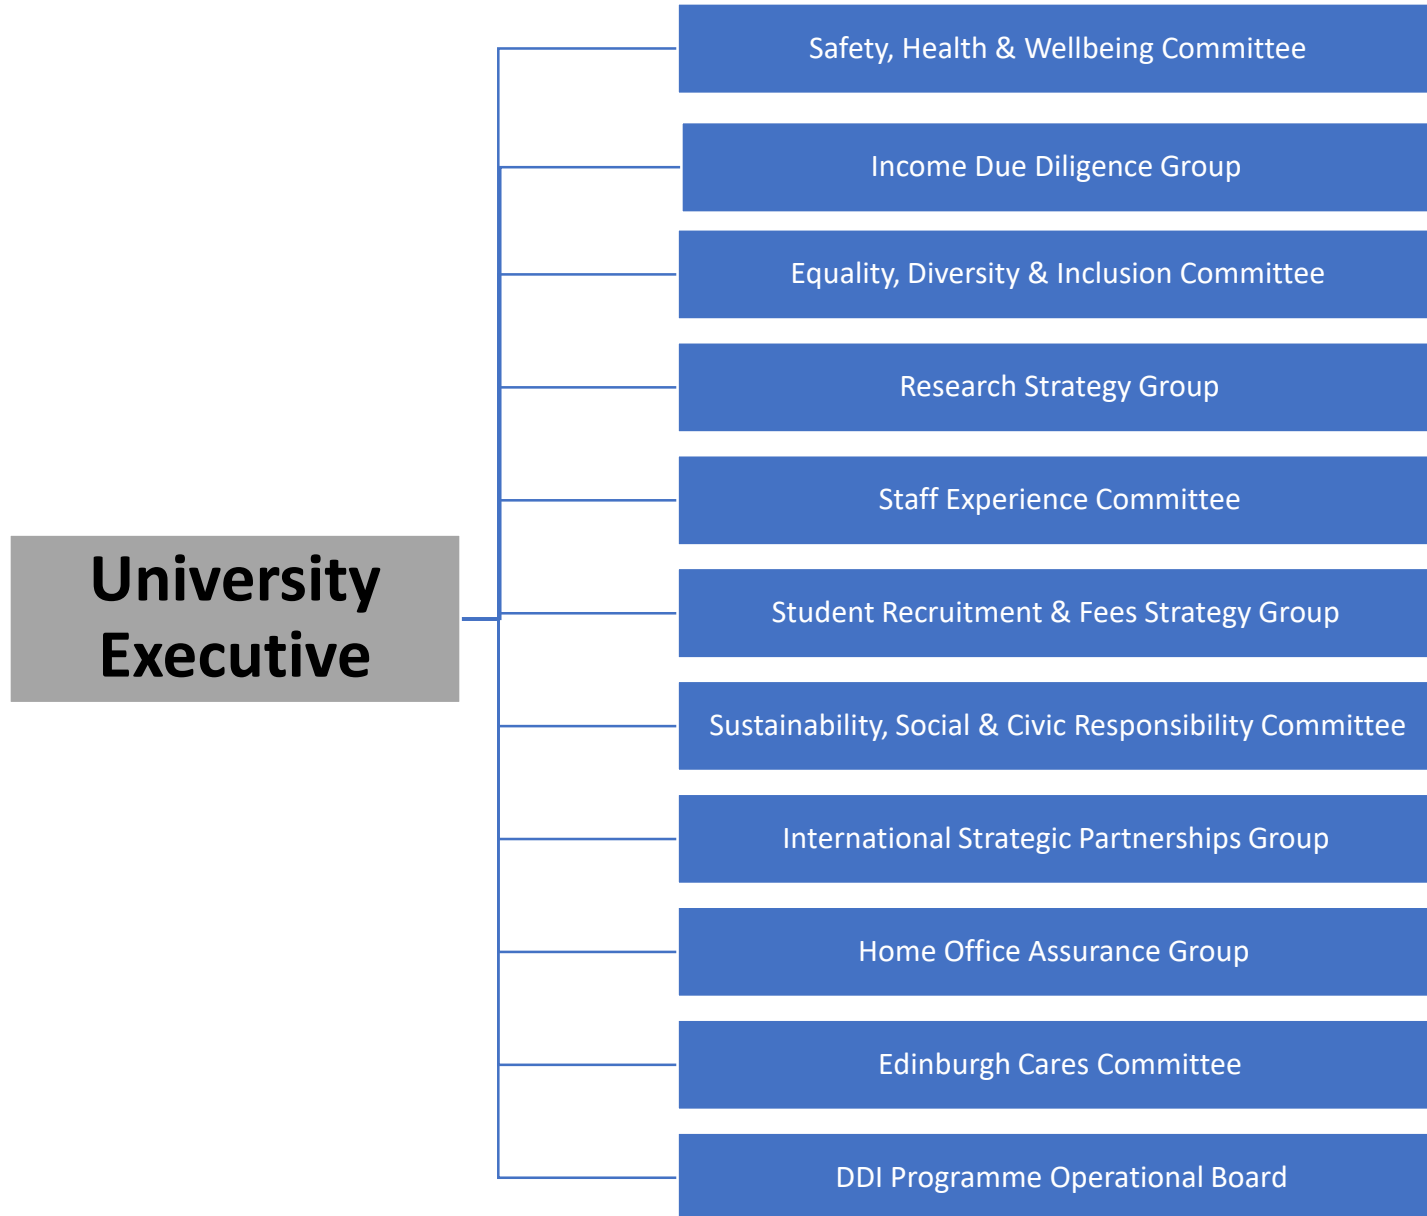 Safety, Health & Wellbeing Committee
Income Due Diligence Group
Equality, Diversity & Inclusion Committee
Research Strategy Group
Staff Experience Committee
University
Executive
Student Recruitment & Fees Strategy Group
Sustainability, Social & Civic Responsibility Committee
International Strategic Partnerships Group
Home Office Assurance Group
Edinburgh Cares Committee
DDI Programme Operational Board